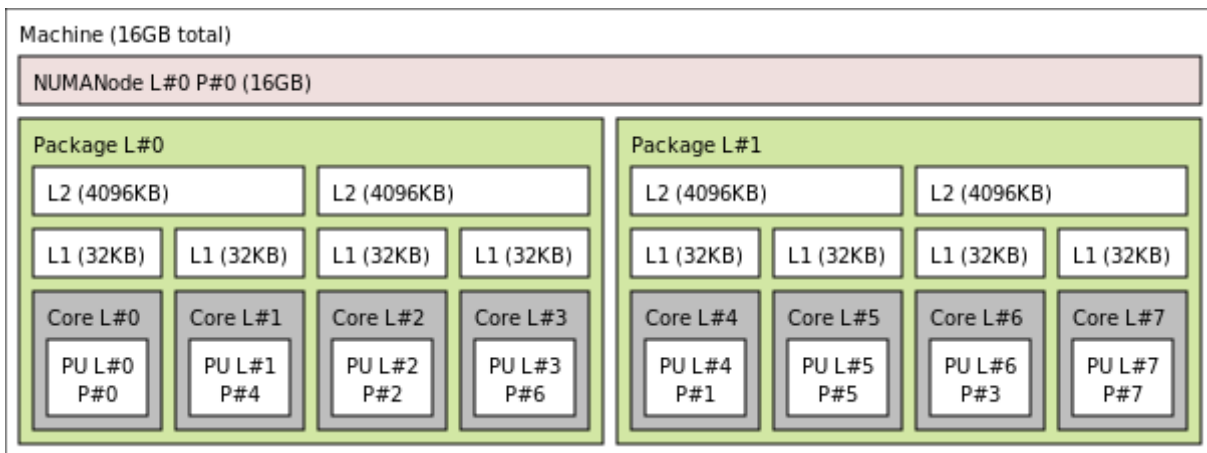 Machine (16GB total)
NUMANode L#0 P#0 (16GB)
Package L#0
L2 (4096KB)
L2 (4096KB)
L1 (32KB)
L1 (32KB)
L1 (32KB)
L1 (32KB)
Core L#0
PU L#0
P#0
Core L#1
PU L#1
P#4
Core L#2
PU L#2
P#2
Core L#3
PU L#3
P#6
Package L#1
L2 (4096KB)
L2 (4096KB)
L1 (32KB)
L1 (32KB)
L1 (32KB)
L1 (32KB)
Core L#4
PU L#4
P#1
Core L#5
PU L#5
P#5
Core L#6
PU L#6
P#3
Core L#7
PU L#7
P#7